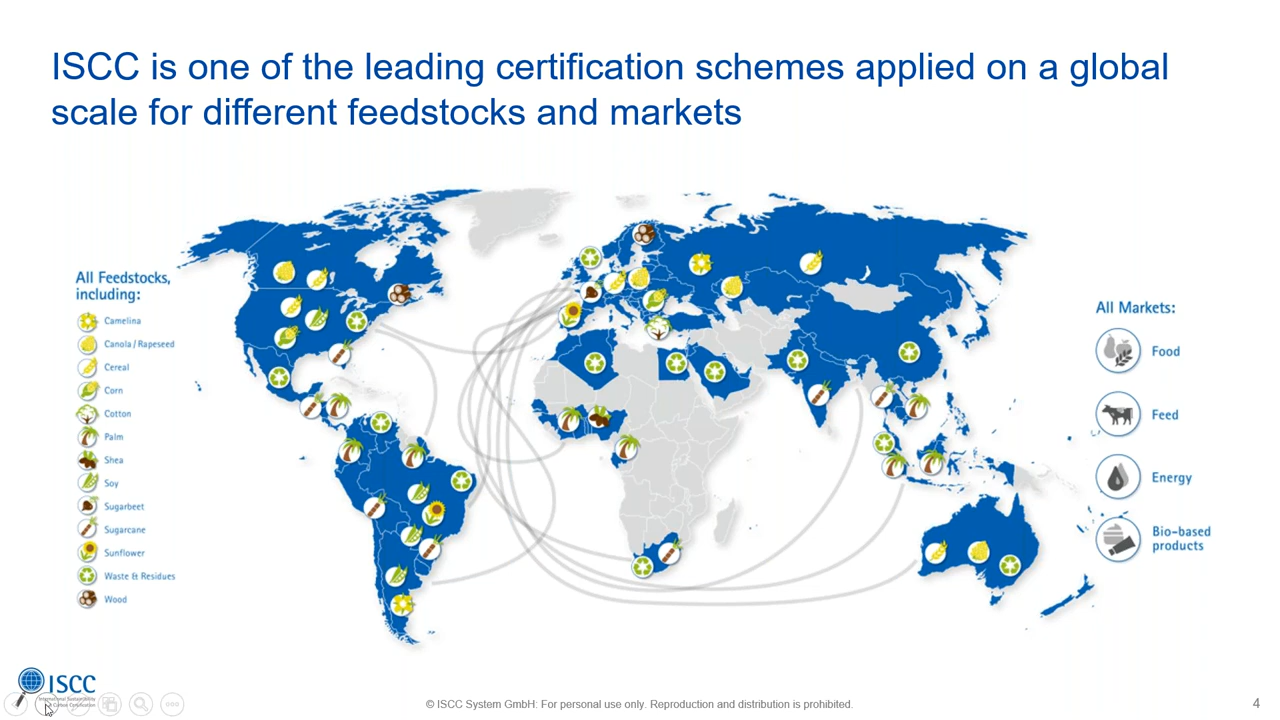 ISCC is one of the leading certification schemes applied on a global
scale for different feedstocks and markets
All Feedstocks,
including:
Camelina
Canola / Rapeseed
Cereal
Corn
Cotton
Palm
Shea
Soy
Sugarbeet
Sugarcane
Sunflower
Waste & Residues
Wood
All Markets:
Food
Feed
Energy
Bio-based
products
ISCC
International Sustainability
& Carbon Certification
© ISCC System GmbH: For personal use only. Reproduction and distribution is prohibited.
4